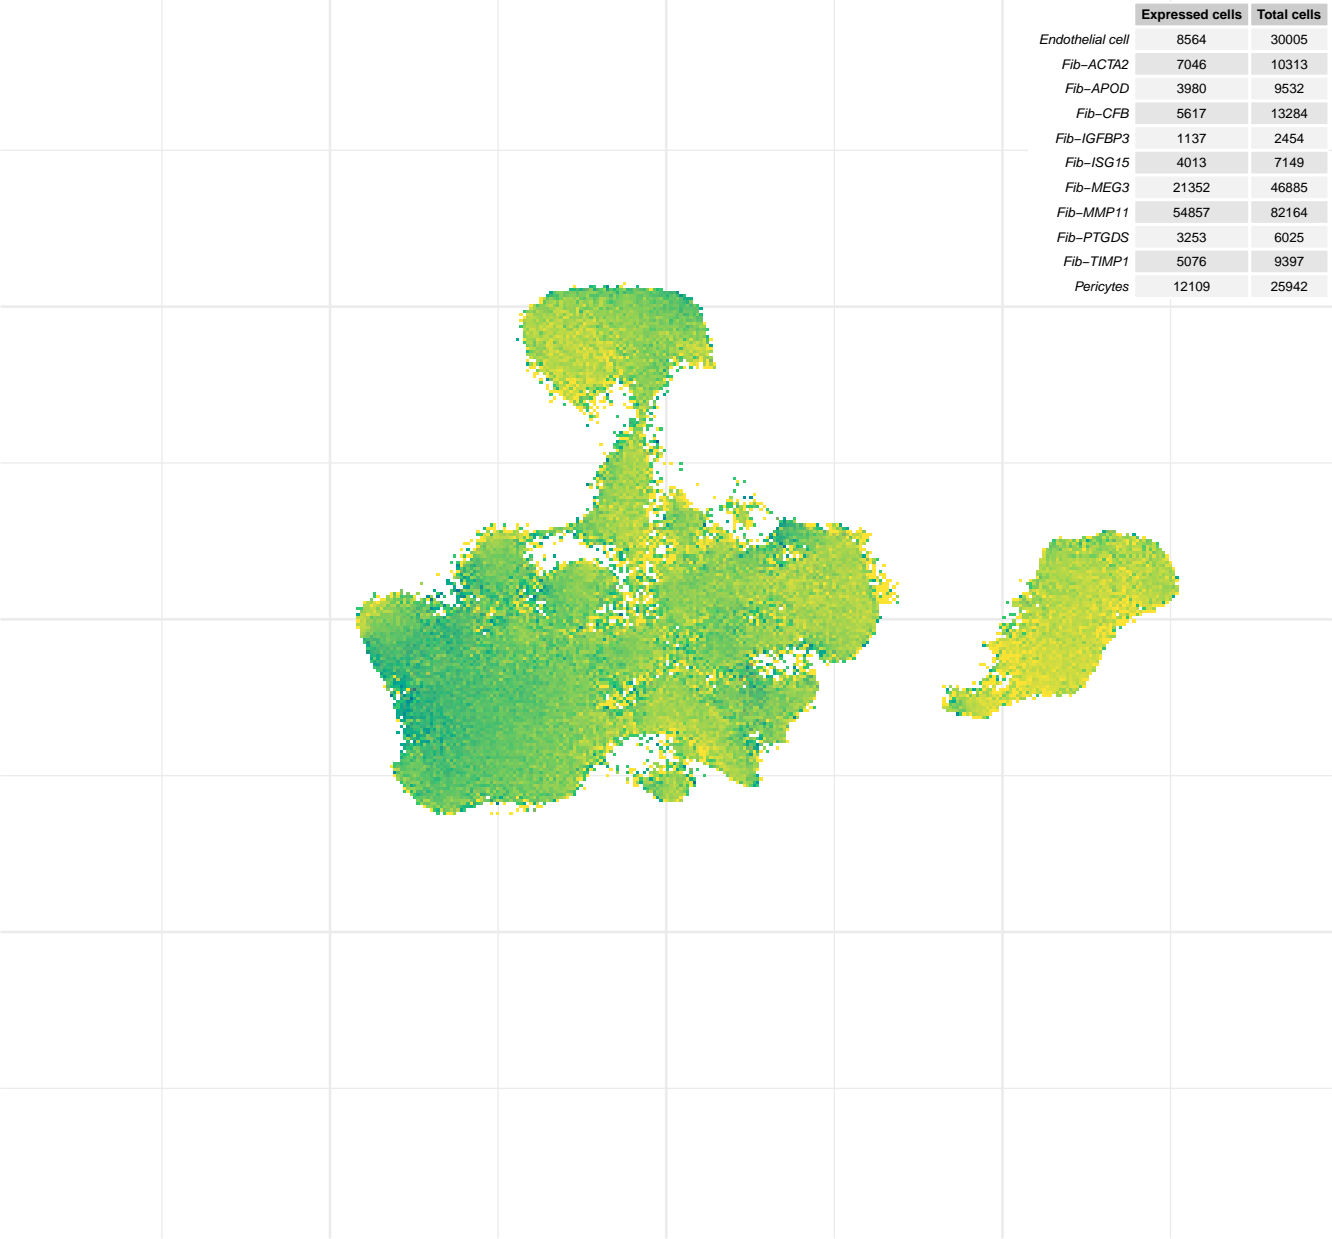 Expressed cells Total cells
Endothelial cell 8564 30005
Fib−ACTA2 7046 10313
Fib−APOD 3980 9532
Fib−CFB 5617 13284
Fib−IGFBP3 1137 2454
Fib−ISG15 4013 7149
Fib−MEG3 21352 46885
Fib−MMP11 54857 82164
Fib−PTGDS 3253 6025
Fib−TIMP1 5076 9397
Pericytes 12109 25942